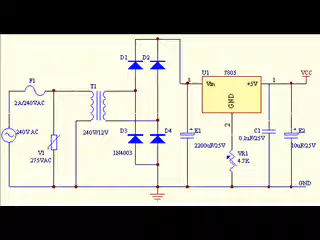 D1 D2
F1
2A/240VAC
T1
U1 7805
3 Vin +5V 1
VCC
GND
2
240VAC
240V/12V
V1
275VAC
D3 D4
1N4003
E1
2200uF/25V
C1
0.2uF/25V
E2
10uF/25V
VR1
4.7K
GND